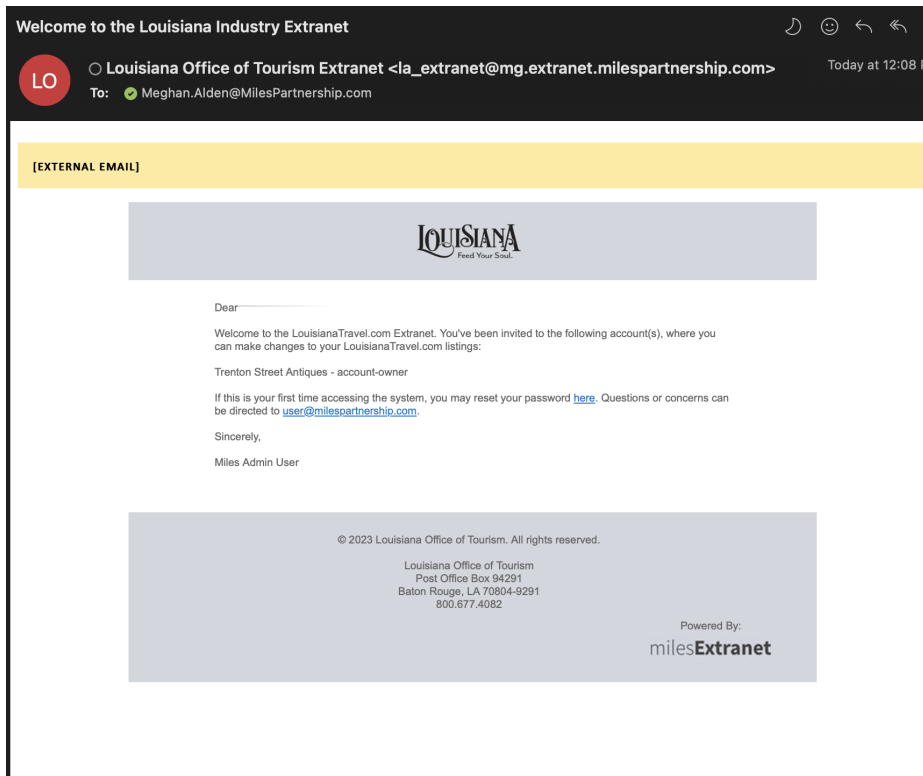 Welcome to the Louisiana Industry Extranet
LO
Louisiana Office of Tourism Extranet <la_extranet@mg.extranet.milespartnership.com>
Today at 12:08
To: Meghan.Alden@MilesPartnership.com
[EXTERNAL EMAIL]
LOUISIANA
Feed Your Soul.
Dear
Welcome to the LouisianaTravel.com Extranet. You've been invited to the following account(s), where you
can make changes to your LouisianaTravel.com listings:
Trenton Street Antiques - account-owner
If this is your first time accessing the system, you may reset your password here. Questions or concerns can
be directed to user@milespartnership.com.
Sincerely,
Miles Admin User
© 2023 Louisiana Office of Tourism. All rights reserved.
Louisiana Office of Tourism
Post Office Box 94291
Baton Rouge, LA 70804-9291
800.677.4082
Powered By:
milesExtranet